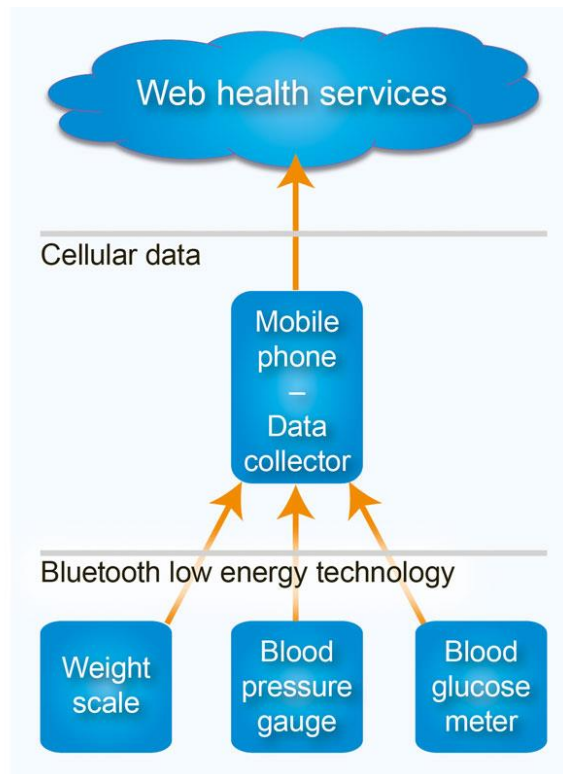 Web health services
Cellular data
Mobile
phone
–
Data
collector
Bluetooth low energy technology
Weight
scale
Blood
pressure
gauge
Blood
glucose
meter